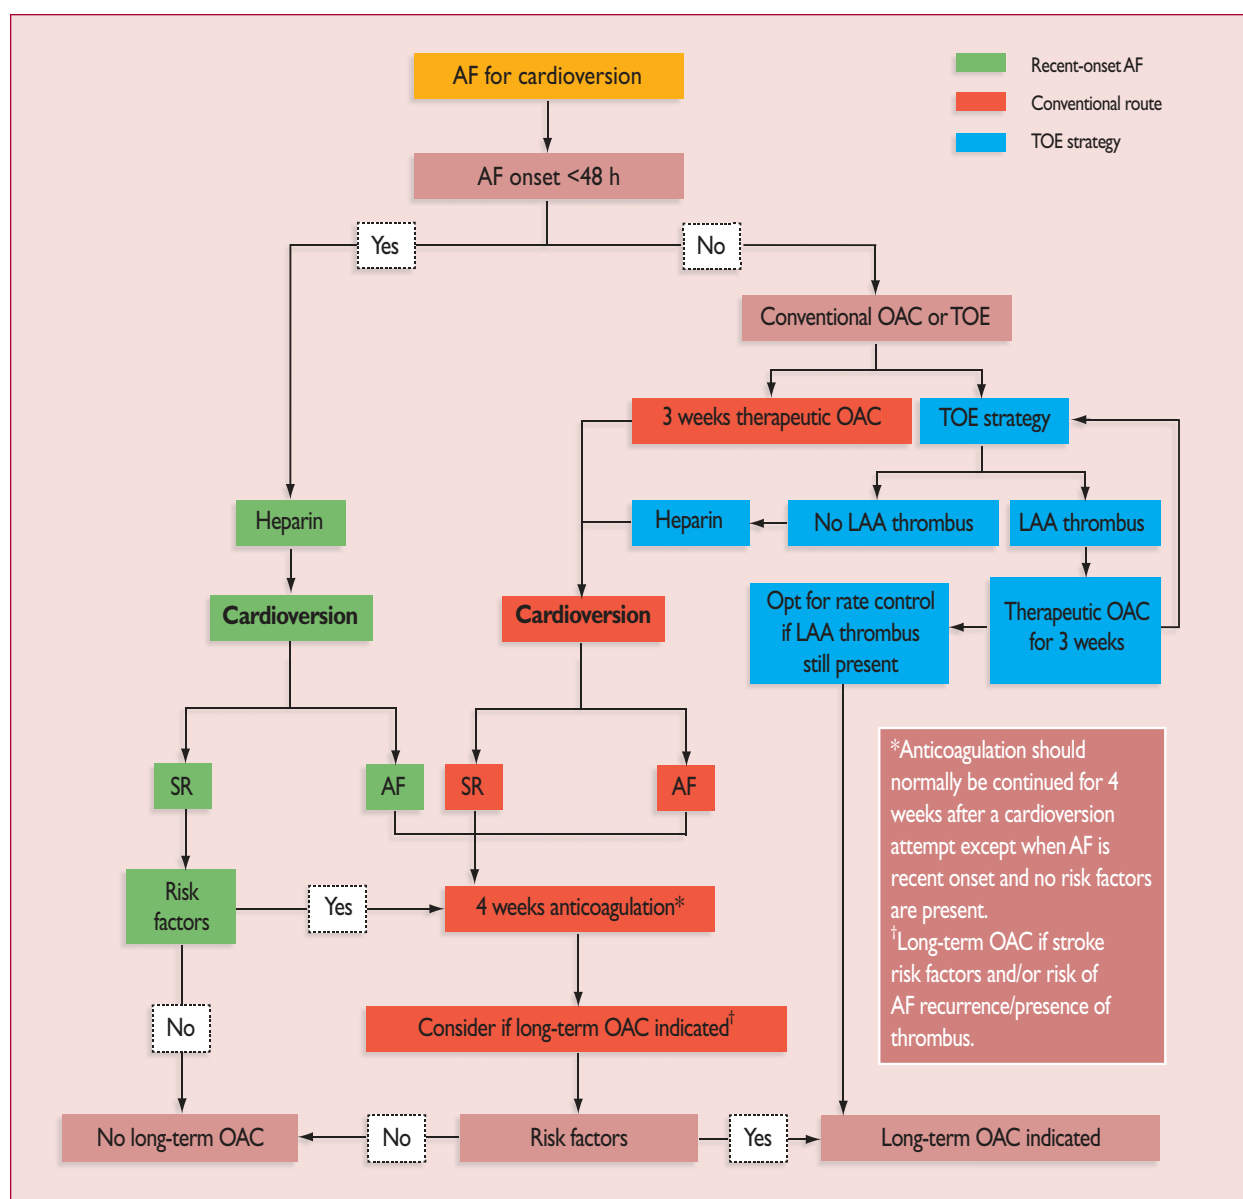 AF for cardioversion
Recent-onset AF
Conventional route
TOE strategy
AF onset <48 h
Yes
No
Conventional OAC or TOE
3 weeks therapeutic OAC
TOE strategy
Heparin
Heparin
No LAA thrombus
LAA thrombus
Cardioversion
Cardioversion
Opt for rate control
if LAA thrombus
still present
Therapeutic OAC
for 3 weeks
SR
AF
SR
AF
*Anticoagulation should
normally be continued for 4
weeks after a cardioversion
attempt except when AF is
recent onset and no risk factors
are present.
†Long-term OAC if stroke
risk factors and/or risk of
AF recurrence/presence of
thrombus.
Risk
factors
Yes
4 weeks anticoagulation*
No
Consider if long-term OAC indicated†
No long-term OAC
No
Risk factors
Yes
Long-term OAC indicated